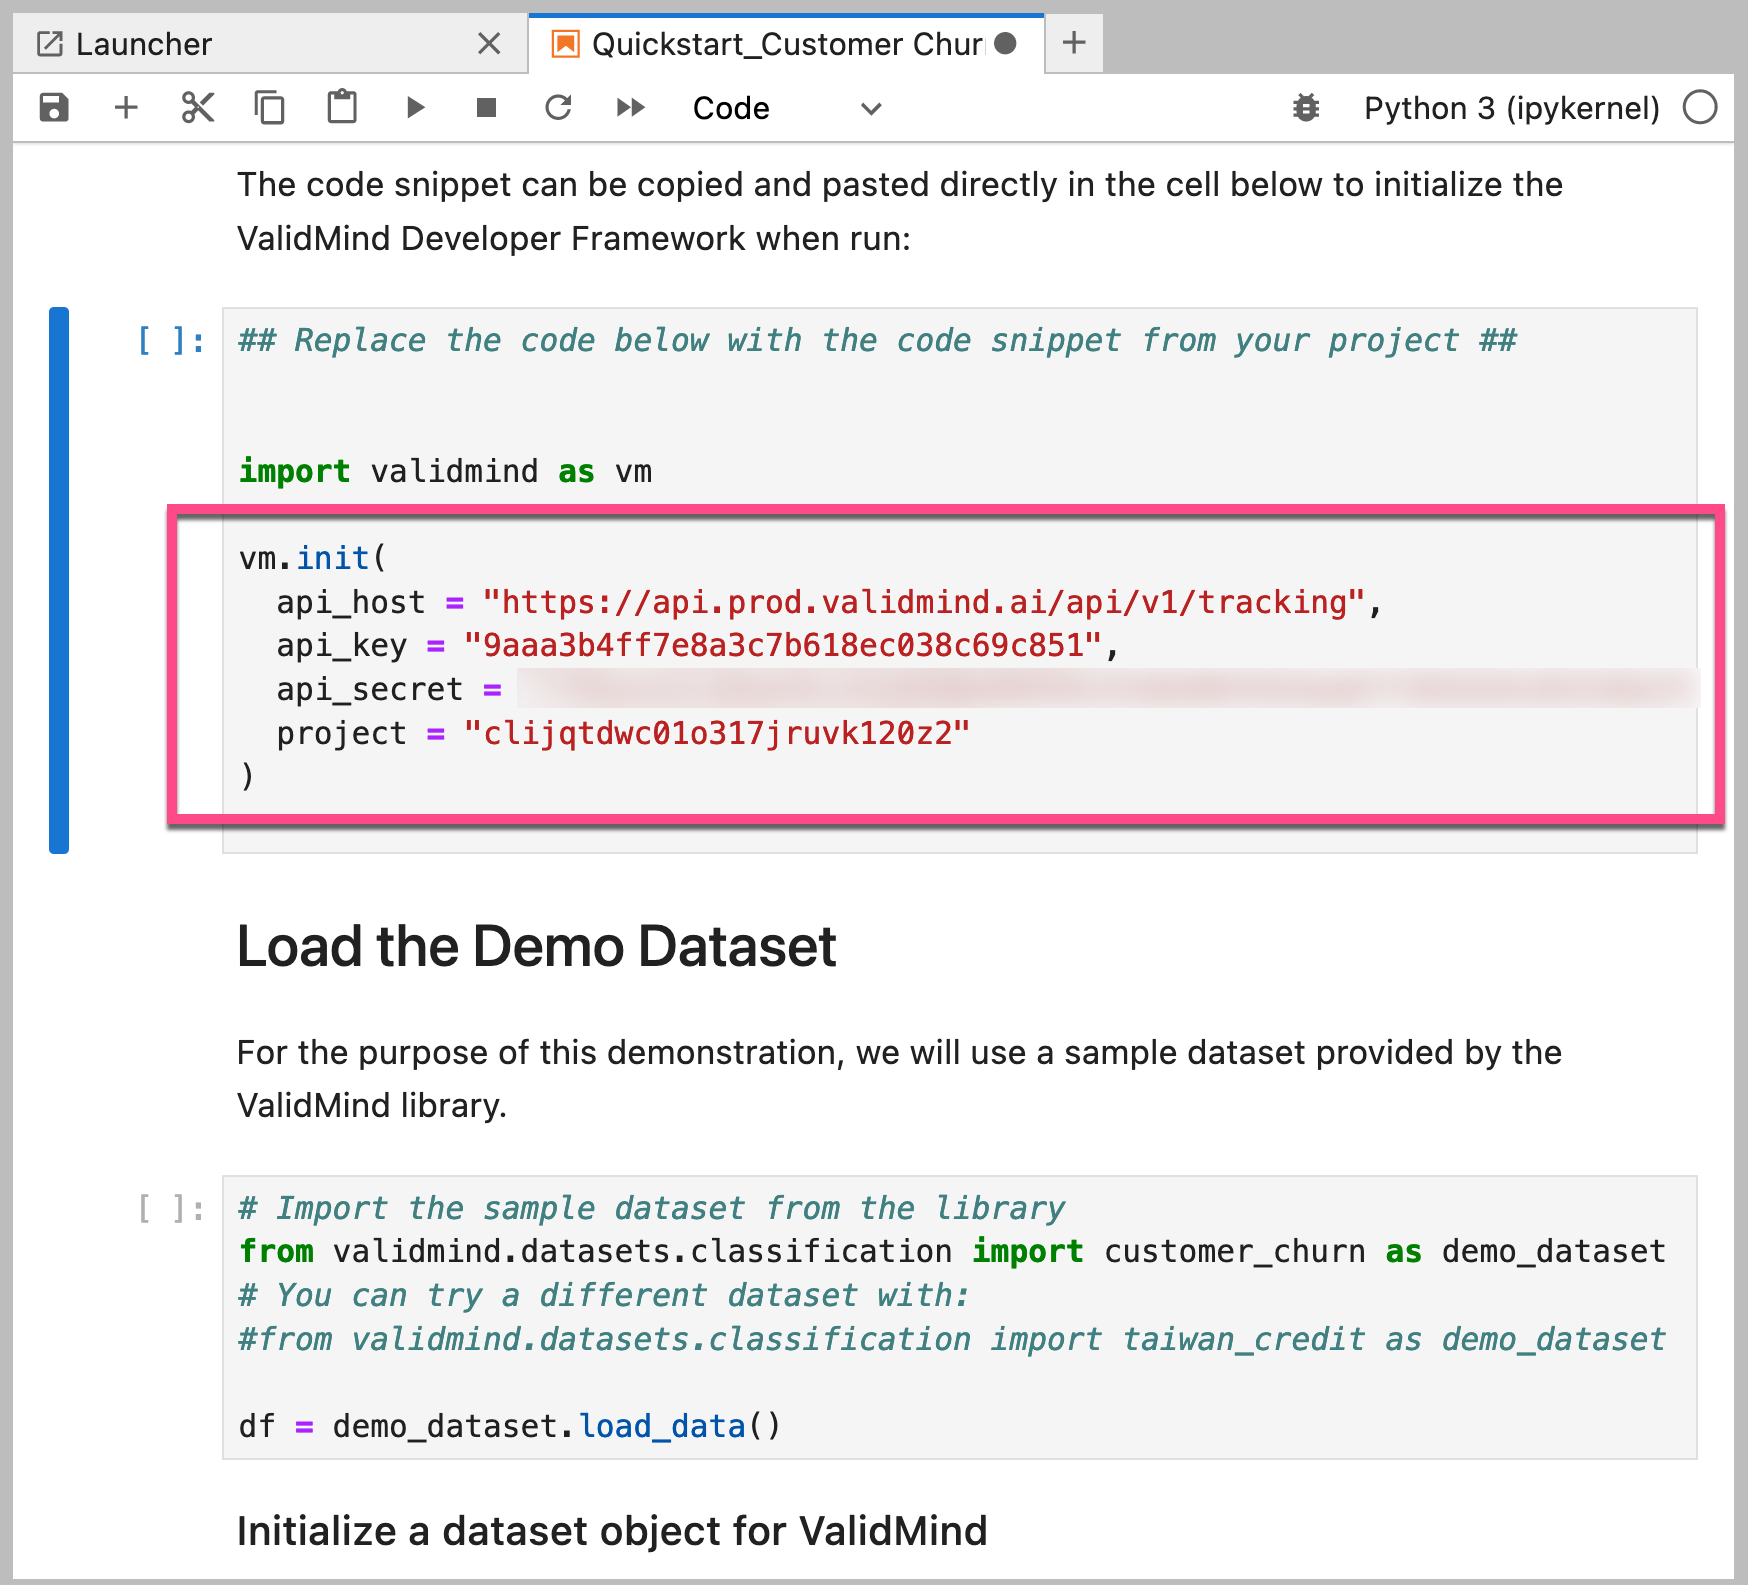 Launcher
Quickstart_Customer Chur
Code
Python 3 (ipykernel)
The code snippet can be copied and pasted directly in the cell below to initialize the
ValidMind Developer Framework when run:
[ ]:
## Replace the code below with the code snippet from your project ##
import validmind as vm
vm.init(
api_host = "https://api.prod.validmind.ai/api/v1/tracking",
api_key = "9aaa3b4ff7e8a3c7b618ec038c69c851",
api_secret =
project = "clijqtdwc01o317jruvk120z2"
)
Load the Demo Dataset
For the purpose of this demonstration, we will use a sample dataset provided by the
ValidMind library.
[ ]:
# Import the sample dataset from the library
from validmind.datasets.classification import customer_churn as demo_dataset
# You can try a different dataset with:
#from validmind.datasets.classification import taiwan_credit as demo_dataset
df = demo_dataset.load_data()
Initialize a dataset object for ValidMind